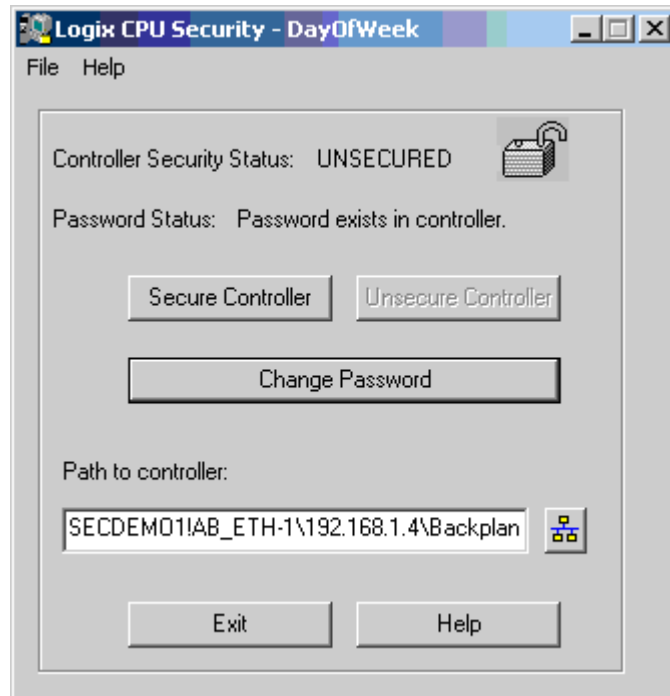 Logix CPU Security - DayOfWeek
File Help
Controller Security Status: UNSECURED
Password Status: Password exists in controller.
Secure Controller Unsecure Controller
Change Password
Path to controller:
SECDEMO1!AB_ETH-1\192.168.1.4\Backplan
Exit Help